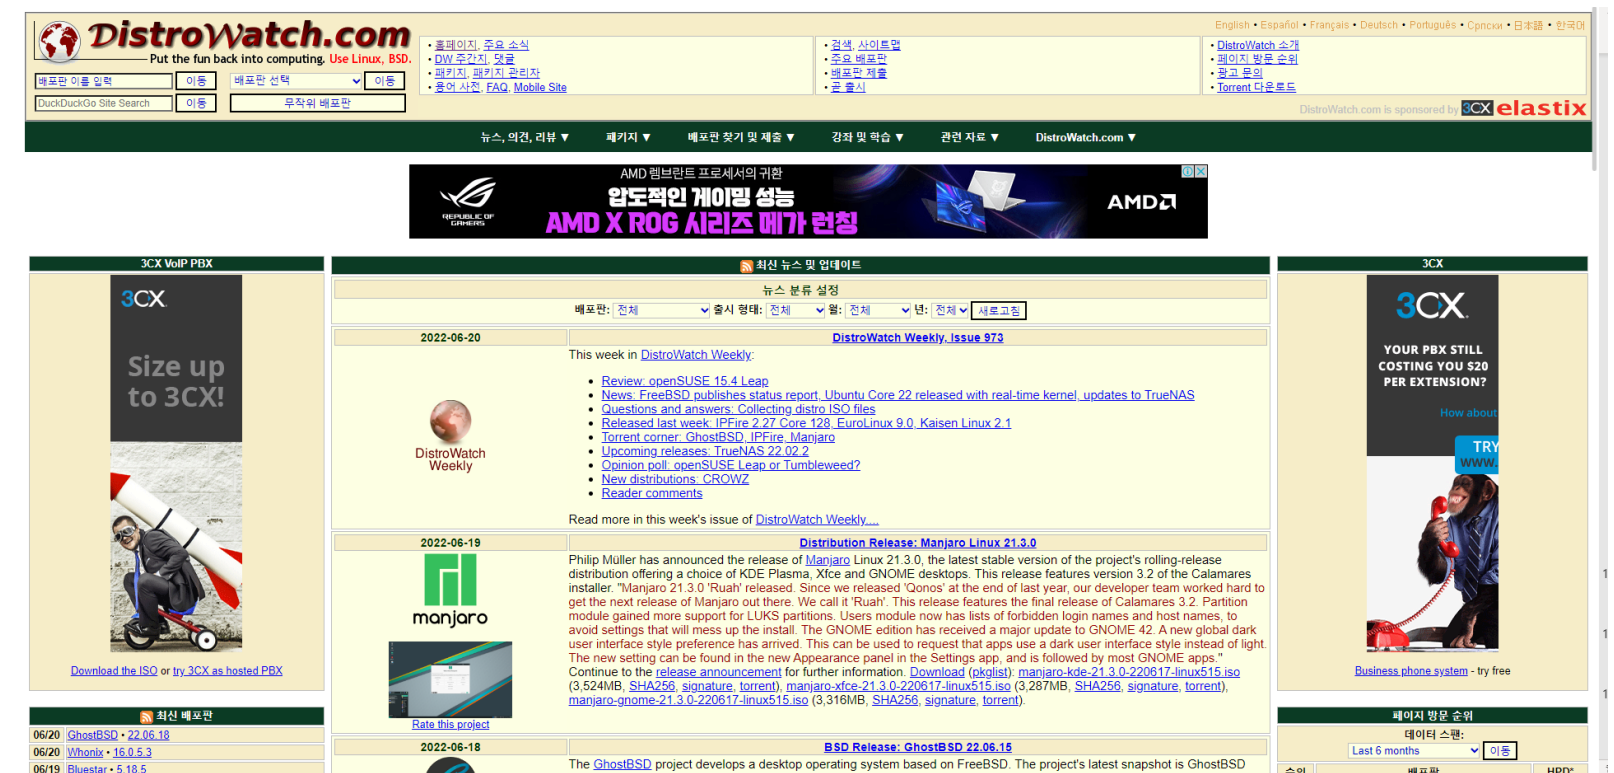 English • Español • Français • Deutsch • Português • Српски • 日本語 • 한국어
DistroWatch.com
Put the fun back into computing. Use Linux, BSD.
배포판 이름 입력 이동 배포판 선택 이동
DuckDuckGo Site Search 이동 무작위 배포판
• 홈페이지, 주요 소식
• DW 주간지, 댓글
• 패키지, 패키지 관리자
• 용어 사전, FAQ, Mobile Site
• 검색, 사이트맵
• 주요 배포판
• 배포판 제출
• 곧 출시
• DistroWatch 소개
• 페이지 방문 순위
• 광고 문의
• Torrent 다운로드
DistroWatch.com is sponsored by 3CX elastix
뉴스, 의견, 리뷰 ▼ 패키지 ▼ 배포판 찾기 및 제출 ▼ 강좌 및 학습 ▼ 관련 자료 ▼ DistroWatch.com ▼
REPUBLIC OF
GAMERS
AMD 렘브란트 프로세서의 귀환
압도적인 게이밍 성능
AMD X ROG 시리즈 메가 런칭
AMD
3CX VoIP PBX
3CX
Size up
to 3CX!
Download the ISO or try 3CX as hosted PBX
최신 배포판
06/20 GhostBSD • 22.06.18
06/20 Whonix • 16.0.5.3
06/19 Bluestar • 5.18.5
최신 뉴스 및 업데이트
뉴스 분류 설정
배포판: 전체 출시 형태: 전체 월: 전체 년: 전체 새로고침
2022-06-20 DistroWatch Weekly, Issue 973
DistroWatch
Weekly
This week in DistroWatch Weekly:
• Review: openSUSE 15.4 Leap
• News: FreeBSD publishes status report, Ubuntu Core 22 released with real-time kernel, updates to TrueNAS
• Questions and answers: Collecting distro ISO files
• Released last week: IPFire 2.27 Core 128, EuroLinux 9.0, Kaisen Linux 2.1
• Torrent corner: GhostBSD, IPFire, Manjaro
• Upcoming releases: TrueNAS 22.02.2
• Opinion poll: openSUSE Leap or Tumbleweed?
• New distributions: CROWZ
• Reader comments
Read more in this week's issue of DistroWatch Weekly....
2022-06-19 Distribution Release: Manjaro Linux 21.3.0
manjaro
Rate this project
Philip Müller has announced the release of Manjaro Linux 21.3.0, the latest stable version of the project's rolling-release
distribution offering a choice of KDE Plasma, Xfce and GNOME desktops. This release features version 3.2 of the Calamares
installer. "Manjaro 21.3.0 'Ruah' released. Since we released 'Qonos' at the end of last year, our developer team worked hard to
get the next release of Manjaro out there. We call it 'Ruah'. This release features the final release of Calamares 3.2. Partition
module gained more support for LUKS partitions. Users module now has lists of forbidden login names and host names, to
avoid settings that will mess up the install. The GNOME edition has received a major update to GNOME 42. A new global dark
user interface style preference has arrived. This can be used to request that apps use a dark user interface style instead of light.
The new setting can be found in the new Appearance panel in the Settings app, and is followed by most GNOME apps."
Continue to the release announcement for further information. Download (pkglist): manjaro-kde-21.3.0-220617-linux515.iso
(3,524MB, SHA256, signature, torrent), manjaro-xfce-21.3.0-220617-linux515.iso (3,287MB, SHA256, signature, torrent),
manjaro-gnome-21.3.0-220617-linux515.iso (3,316MB, SHA256, signature, torrent).
2022-06-18 BSD Release: GhostBSD 22.06.15
The GhostBSD project develops a desktop operating system based on FreeBSD. The project's latest snapshot is GhostBSD
3CX
3CX.
YOUR PBX STILL
COSTING YOU $20
PER EXTENSION?
How about
TRY
WWW.
Business phone system - try free
페이지 방문 순위
데이터 스팬:
Last 6 months 이동
순위 배포판 HPD*